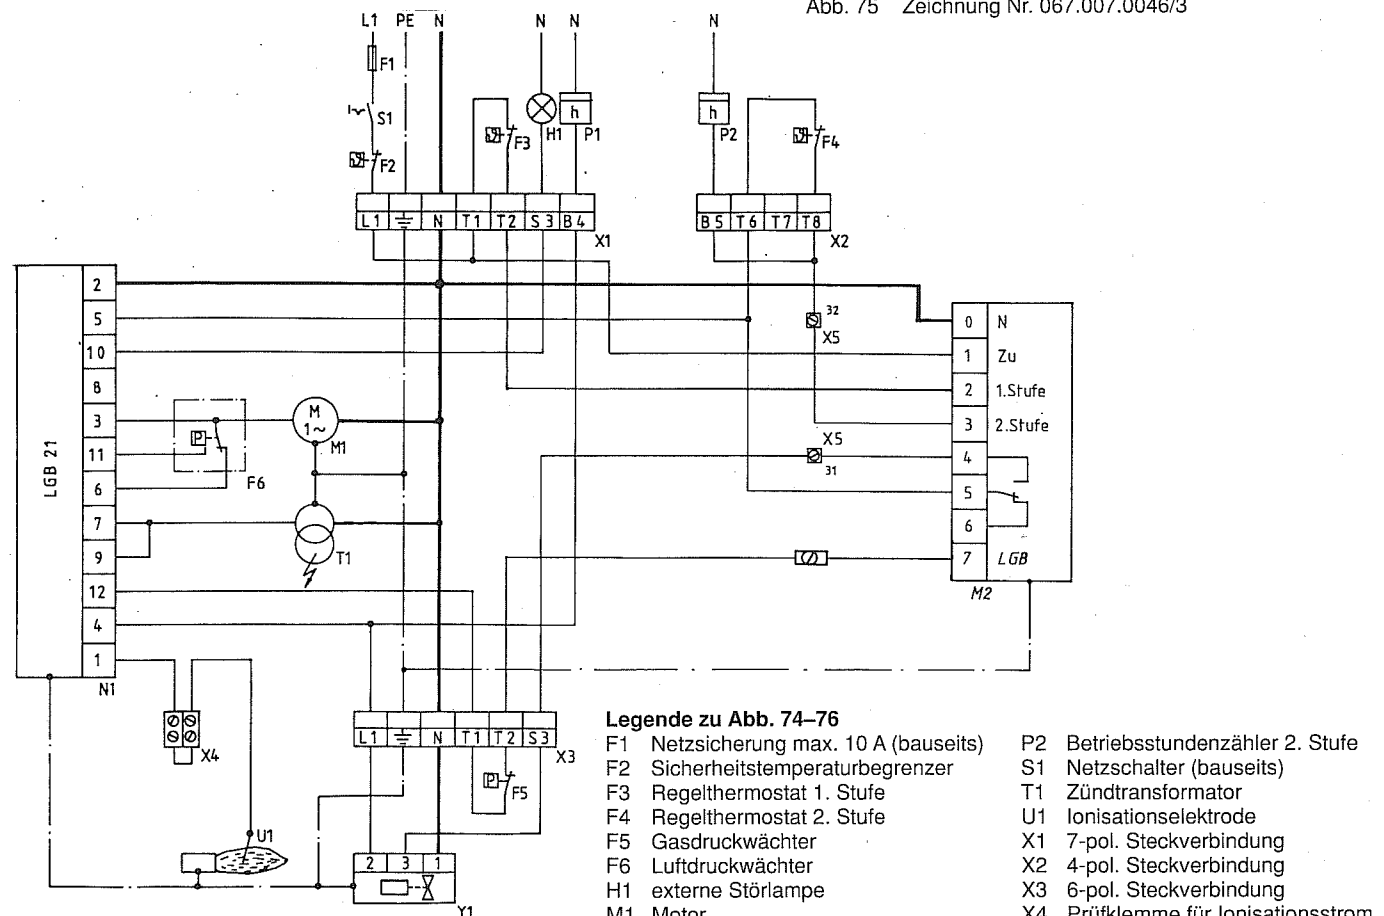 Abb. 75 Zeichnung Nr. 067.007.0046/3
L1 PE N N N N
F1
S1
F2
F3
H1
h
P1
h
P2
F4
L1 N T1 T2 S3 B4
X1
B5 T6 T7 T8
X2
LGB 21
2
5
10
8
3
11
6
7
9
12
4
1
N1
P
F6
M
1~
M1
T1
32
X5
X5
31
0 N
1 Zu
2 1.Stufe
3 2.Stufe
4
5
6
7 LGB
M2
X4
U1
L1 N T1 T2 S3
X3
P
F5
2 3 1
Y1
Legende zu Abb. 74–76
F1 Netzsicherung max. 10 A (bauseits)
F2 Sicherheitstemperaturbegrenzer
F3 Regelthermostat 1. Stufe
F4 Regelthermostat 2. Stufe
F5 Gasdruckwächter
F6 Luftdruckwächter
H1 externe Störlampe
M1 Motor
P2 Betriebsstundenzähler 2. Stufe
S1 Netzschalter (bauseits)
T1 Zündtransformator
U1 Ionisationselektrode
X1 7-pol. Steckverbindung
X2 4-pol. Steckverbindung
X3 6-pol. Steckverbindung
X4 Prüfklemme für Ionisationsstrom